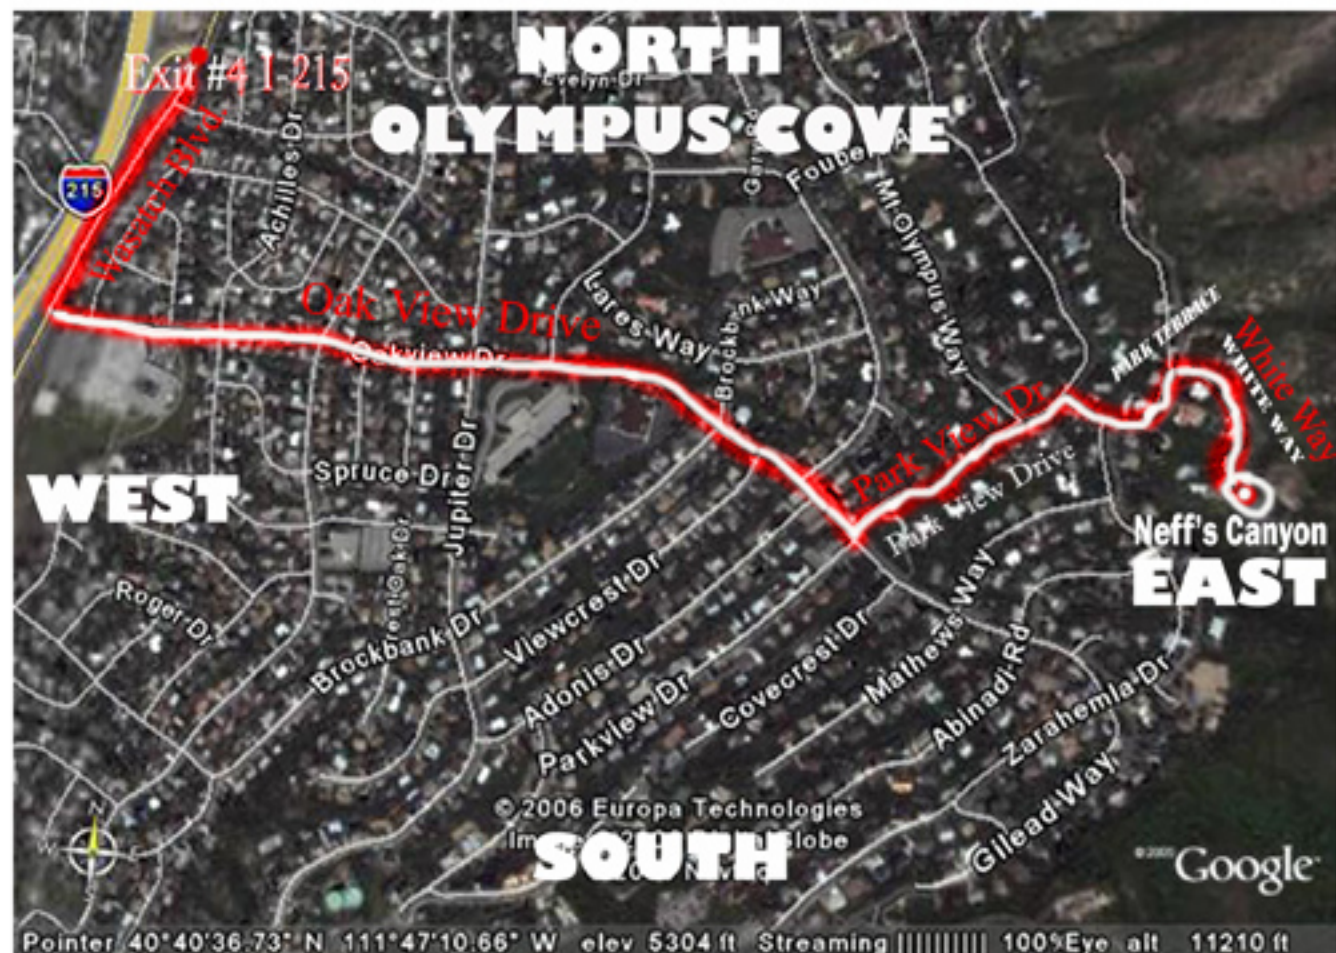 NORTH
Evelyn Dr
Exit #4 I-215
OLYMPUS COVE
215
Wasatch Blvd.
Achilles Dr
Mt Olympus Way
Oak View Drive
Oakview Dr
Lares Way
Brockbank Way
PARK TERRACE
White Way
WHITE WAY
Park View Dr.
Park View Drive
WEST
Spruce Dr
Jupiter Dr
Neff's Canyon
EAST
Roger Dr
Brockbank Dr
Viewcrest Dr
Adonis Dr
Parkview Dr
Covecrest Dr
Mathews Way
Abinadi Rd
Zarahemla Dr
Gilead Way
© 2006 Europa Technologies
SOUTH
N
W
©2005 Google
Pointer 40°40'36.73" N 111°47'10.66" W elev 5304 ft Streaming |||||||||| 100% Eye alt 11210 ft